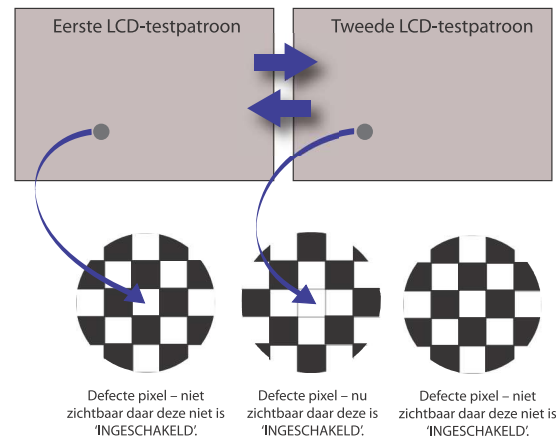 Eerste LCD-testpatroon
Tweede LCD-testpatroon
Defecte pixel – niet
zichtbaar daar deze niet is
‘INGESCHAKELD’.
Defecte pixel – nu
zichtbaar daar deze is
‘INGESCHAKELD’.
Defecte pixel – niet
zichtbaar daar deze niet is
‘INGESCHAKELD’.